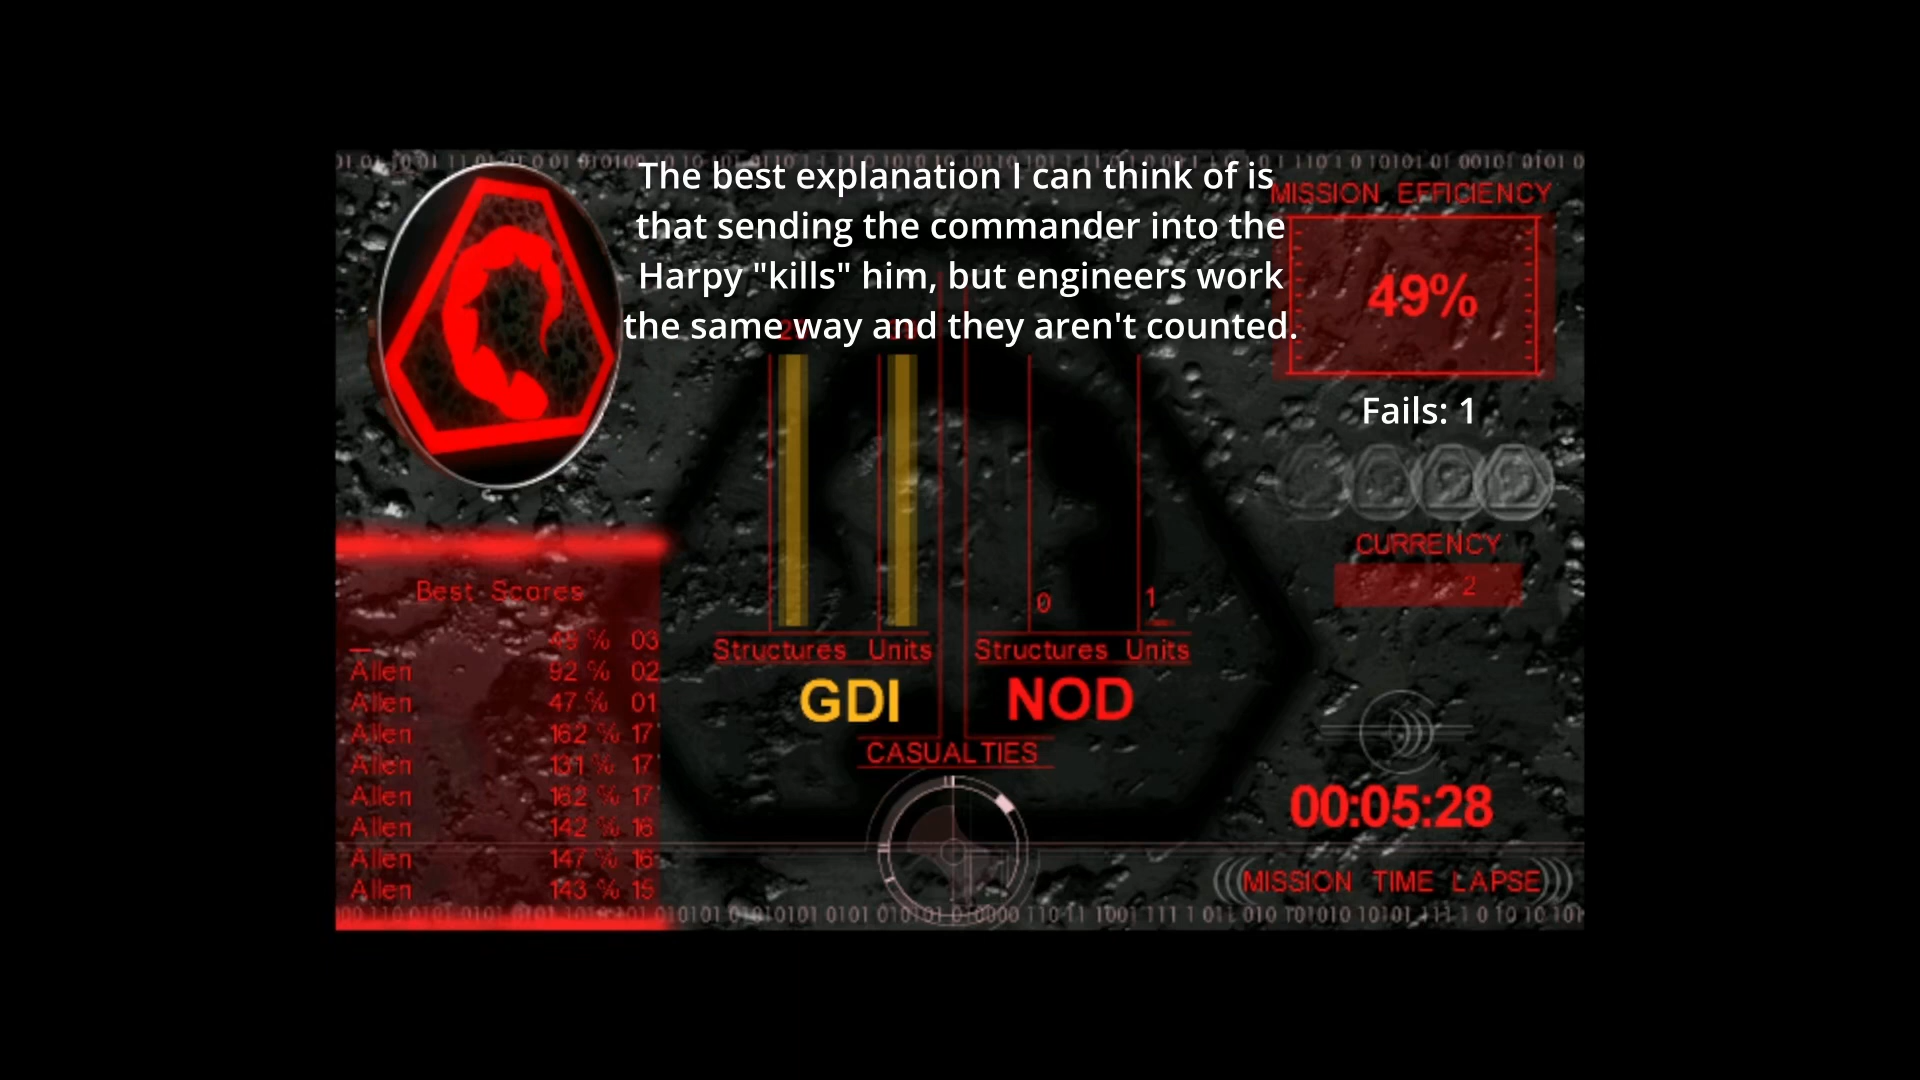 The best explanation I can think of is
that sending the commander into the
Harpy "kills" him, but engineers work
the same way and they aren't counted.
MISSION EFFICIENCY
49%
Fails: 1
CURRENCY
2
Best Scores
_ 49 % 03
Allen 92 % 02
Allen 47 % 01
Allen 162 % 17
Allen 131 % 17
Allen 162 % 17
Allen 142 % 16
Allen 147 % 16
Allen 143 % 15
0 1
Structures Units Structures Units
GDI NOD
CASUALTIES
00:05:28
MISSION TIME LAPSE